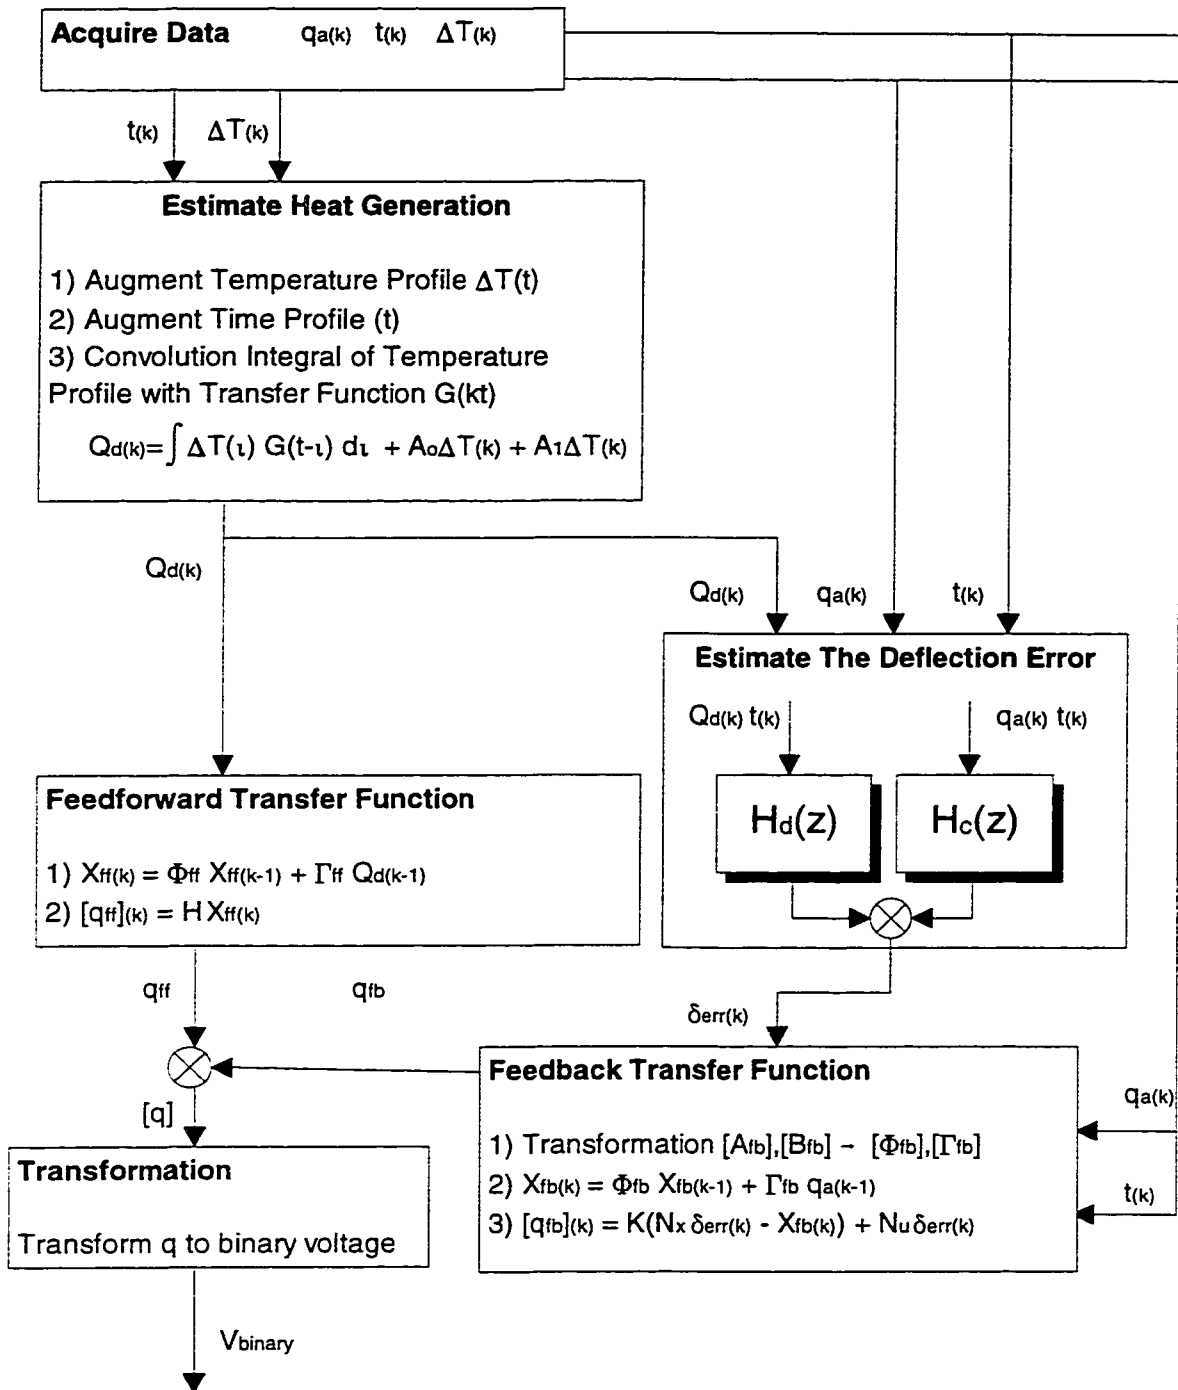 Acquire Data qa(k) t(k) ΔT(k)
t(k) ΔT(k)
Estimate Heat Generation
1) Augment Temperature Profile ΔT(t)
2) Augment Time Profile (t)
3) Convolution Integral of Temperature
Profile with Transfer Function G(kt)
Qd(k)=∫ ΔT(ι) G(t-ι) dι + AoΔT(k) + A1ΔT(k)
Qd(k)
Qd(k) qa(k) t(k)
Estimate The Deflection Error
Qd(k) t(k) qa(k) t(k)
Hd(z) Hc(z)
Feedforward Transfer Function
1) Xff(k) = Φff Xff(k-1) + Γff Qd(k-1)
2) [qff](k) = H Xff(k)
qff qfb
δerr(k)
Feedback Transfer Function
1) Transformation [Afb],[Bfb] - [Φfb],[Γfb]
2) Xfb(k) = Φfb Xfb(k-1) + Γfb qa(k-1)
3) [qfb](k) = K(Nx δerr(k) - Xfb(k)) + Nu δerr(k)
qa(k)
t(k)
[q]
Transformation
Transform q to binary voltage
Vbinary